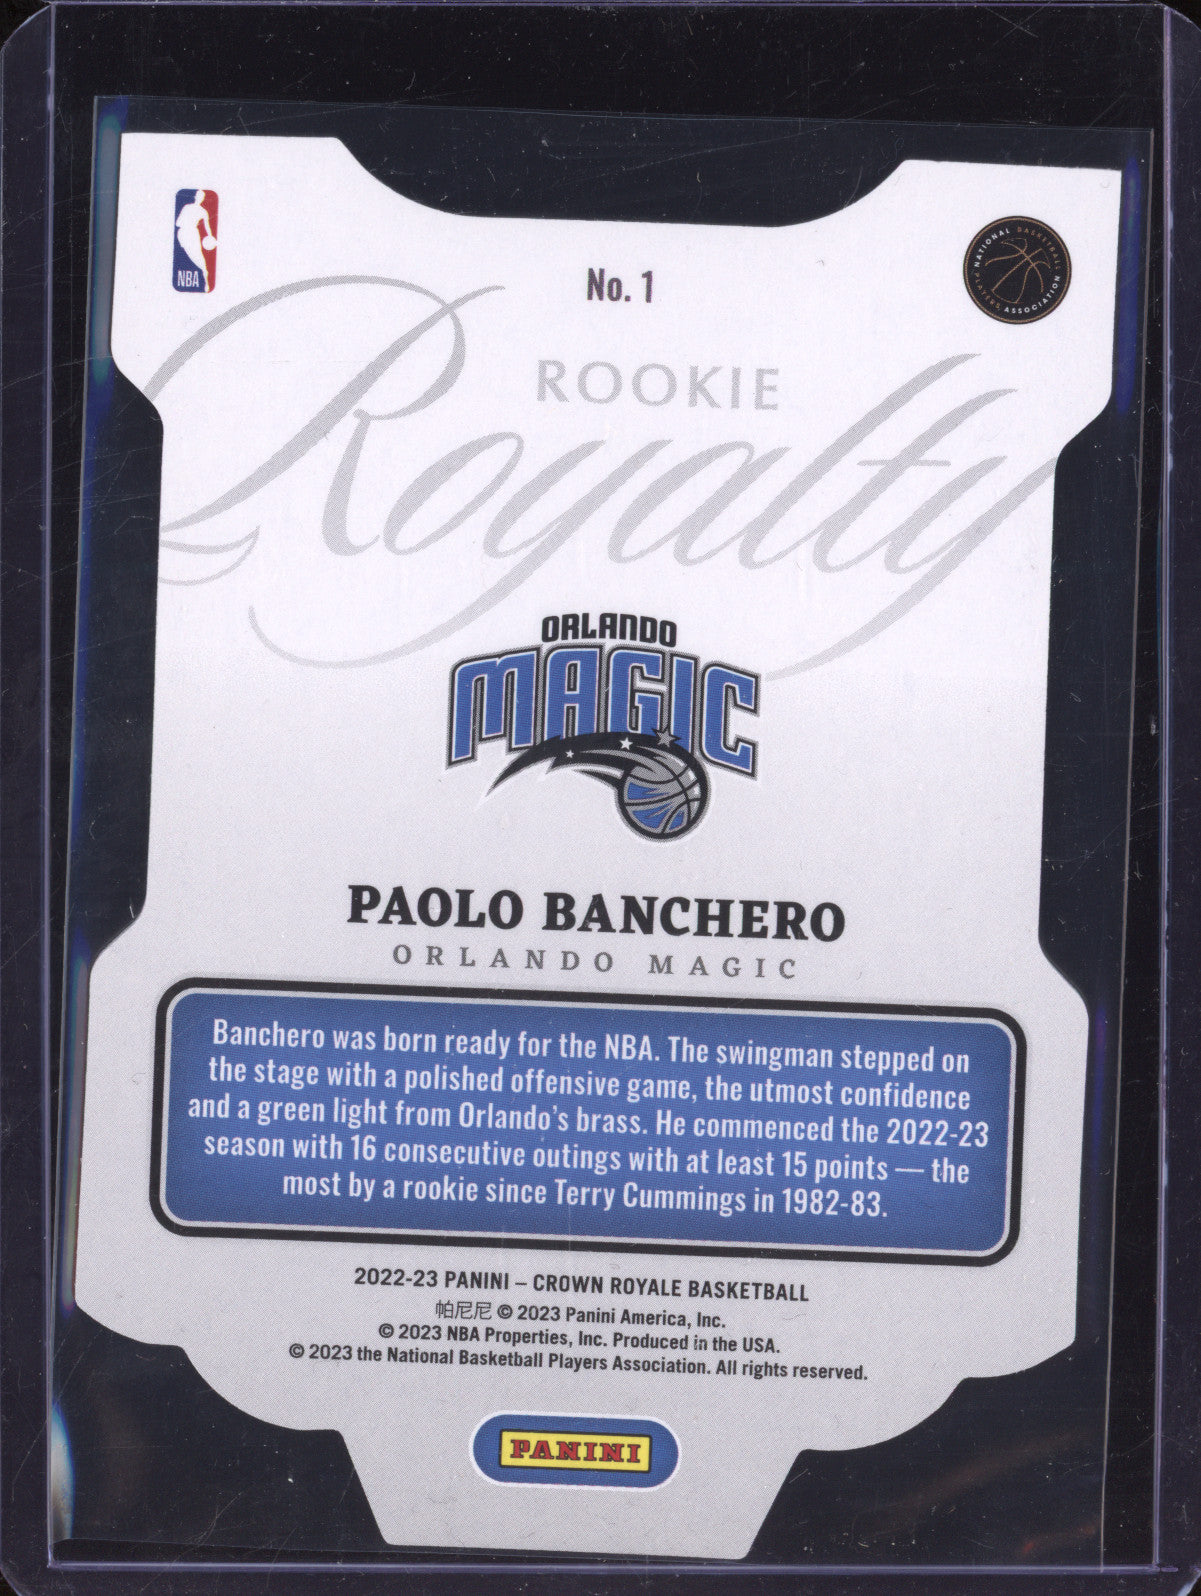 NBA
NATIONAL BASKETBALL PLAYERS ASSOCIATION
No. 1
ROOKIE
Royalty
ORLANDO
MAGIC
PAOLO BANCHERO
ORLANDO MAGIC
Banchero was born ready for the NBA. The swingman stepped on
the stage with a polished offensive game, the utmost confidence
and a green light from Orlando's brass. He commenced the 2022-23
season with 16 consecutive outings with at least 15 points — the
most by a rookie since Terry Cummings in 1982-83.
2022-23 PANINI – CROWN ROYALE BASKETBALL
帕尼尼 © 2023 Panini America, Inc.
© 2023 NBA Properties, Inc. Produced in the USA.
© 2023 the National Basketball Players Association. All rights reserved.
PANINI